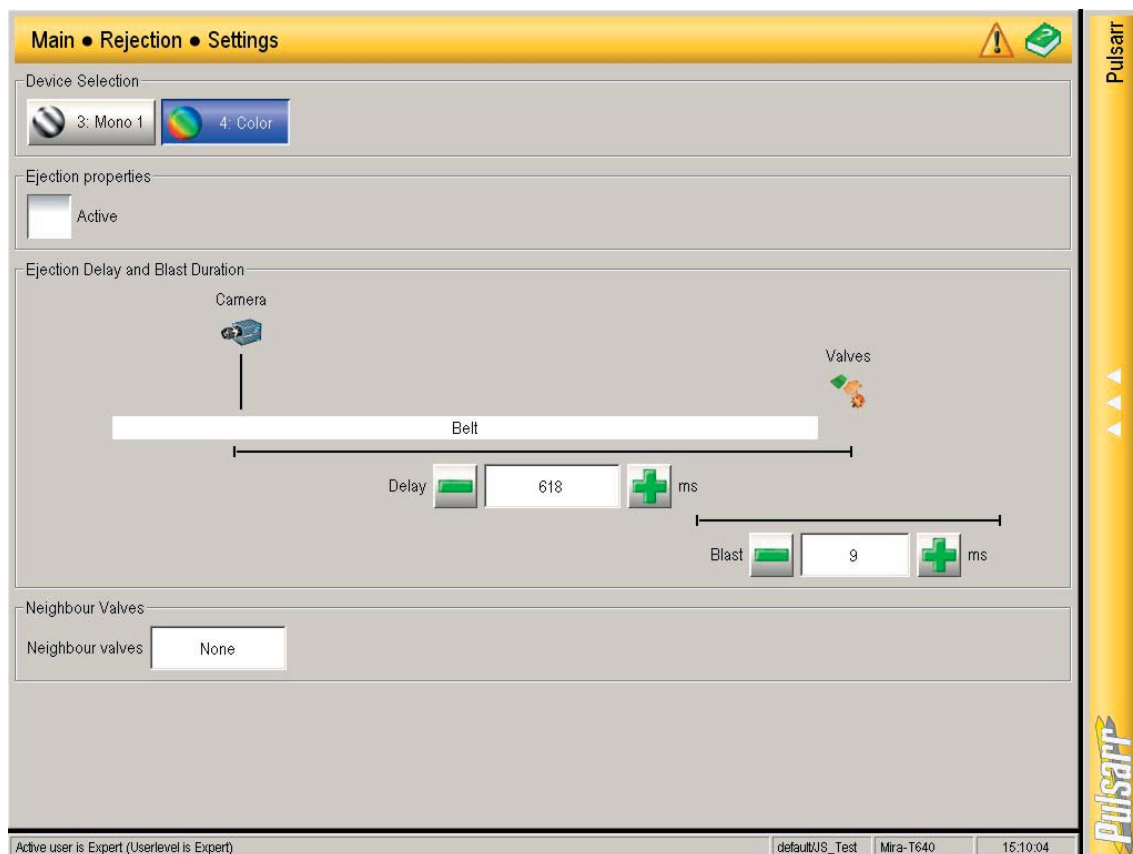 Main ● Rejection ● Settings
Pulsarr
Device Selection
3: Mono 1
4: Color
Ejection properties
Active
Ejection Delay and Blast Duration
Camera
Valves
Belt
Delay 618 ms
Blast 9 ms
Neighbour Valves
Neighbour valves None
Pulsarr
Active user is Expert (Userlevel is Expert) default/JS_Test Mira-T640 15:10:04